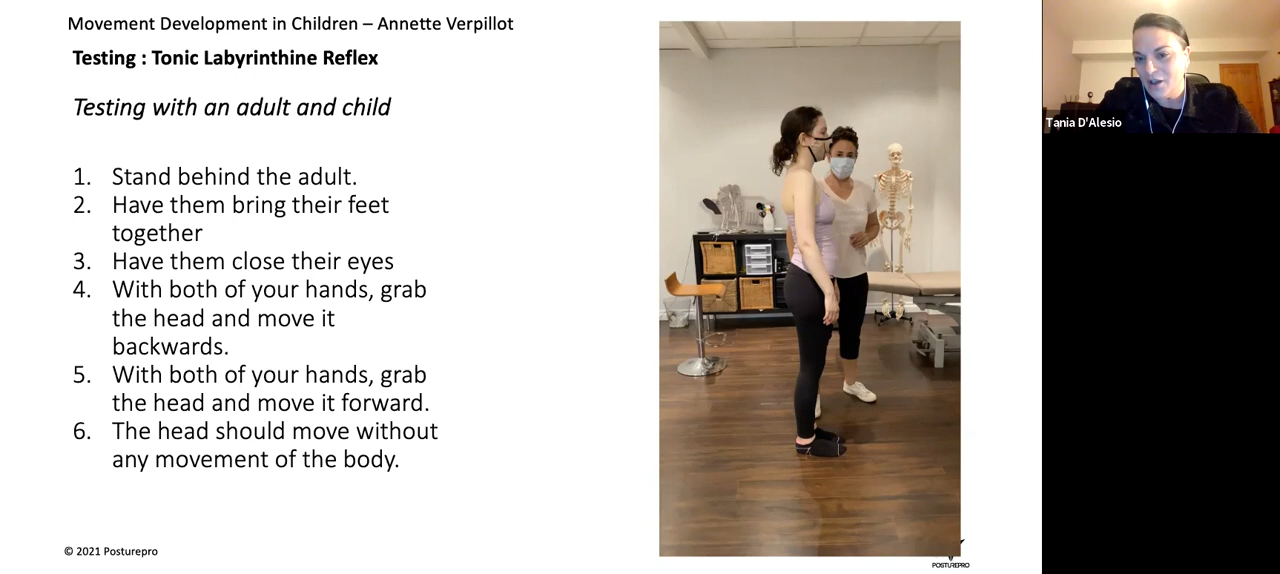 Movement Development in Children – Annette Verpillot
Testing : Tonic Labyrinthine Reflex
Testing with an adult and child
1. Stand behind the adult.
2. Have them bring their feet
together
3. Have them close their eyes
4. With both of your hands, grab
the head and move it
backwards.
5. With both of your hands, grab
the head and move it forward.
6. The head should move without
any movement of the body.
© 2021 Posturepro
POSTUREPRO
Tania D'Alesio